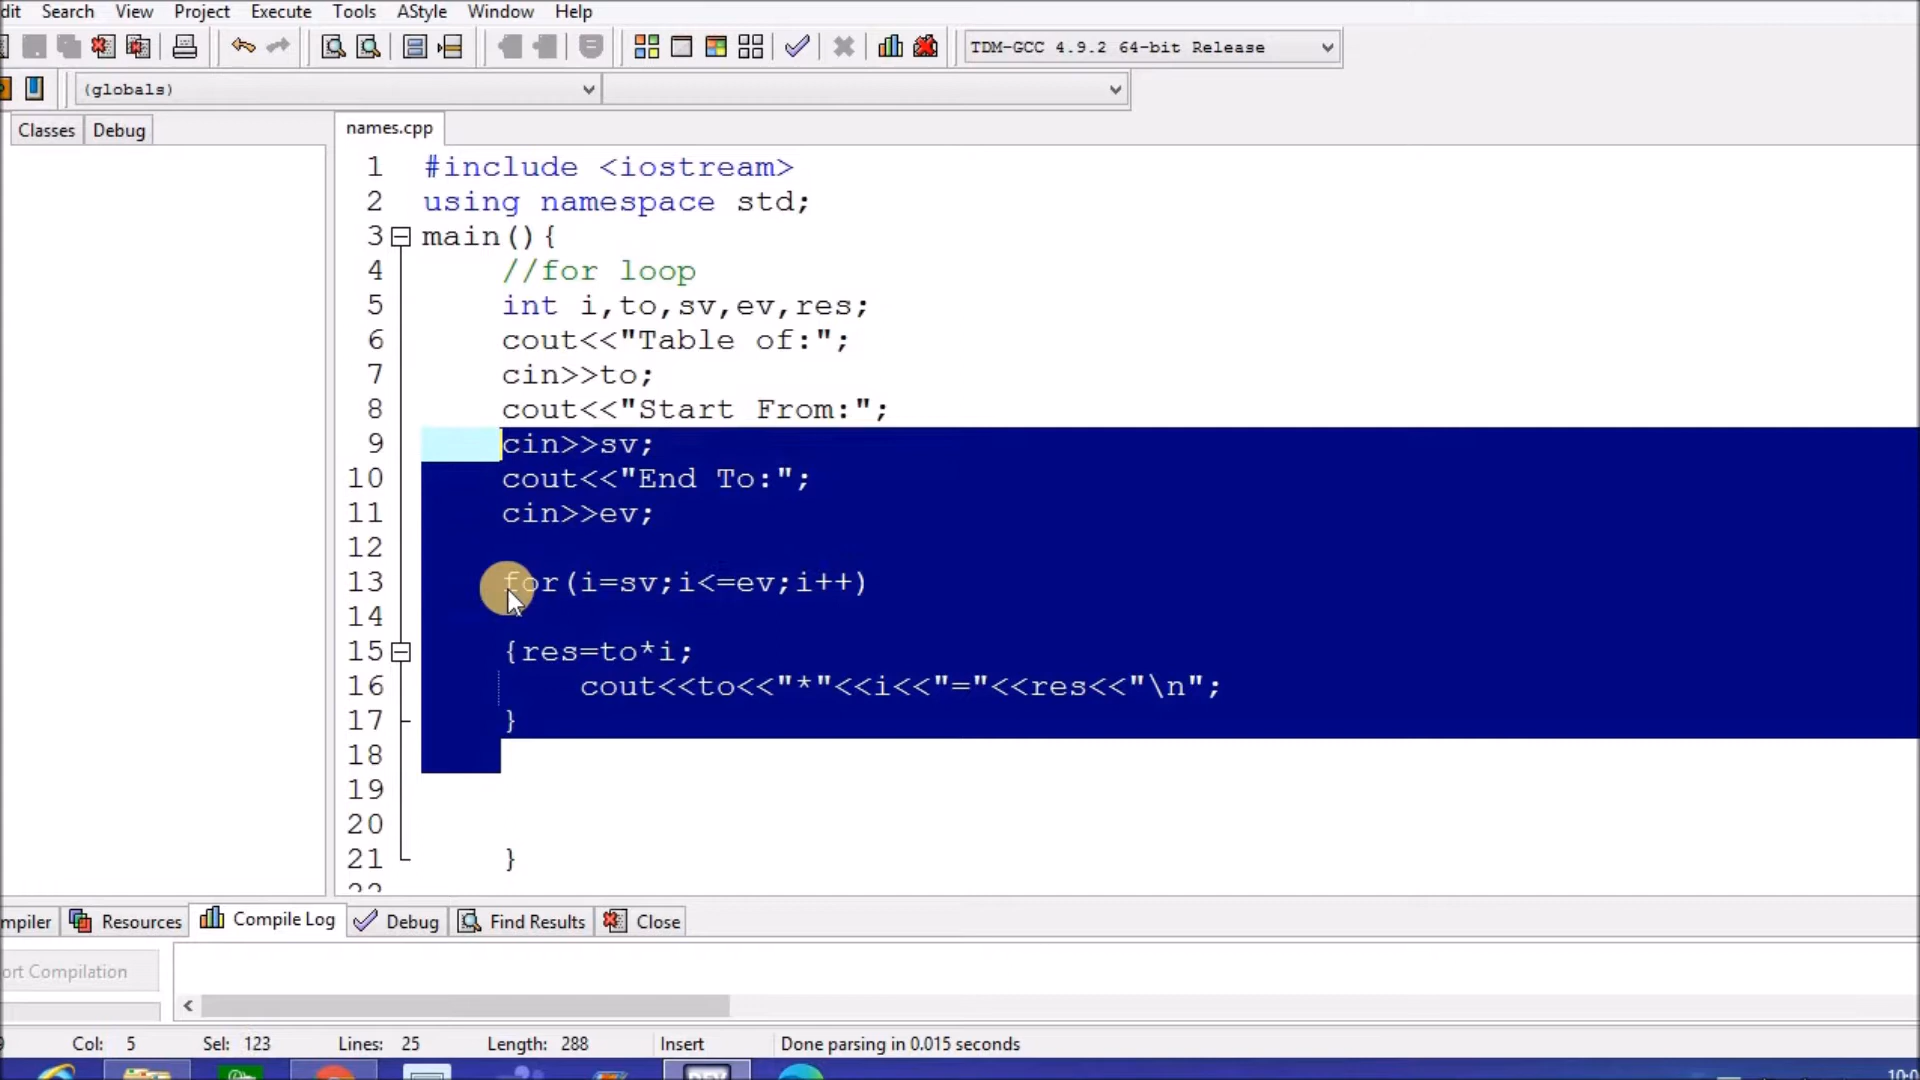 dit Search View Project Execute Tools AStyle Window Help
TDM-GCC 4.9.2 64-bit Release
(globals)
Classes Debug names.cpp
1 #include <iostream>
2 using namespace std;
3 main(){
4 //for loop
5 int i,to,sv,ev,res;
6 cout<<"Table of:";
7 cin>>to;
8 cout<<"Start From:";
9 cin>>sv;
10 cout<<"End To:";
11 cin>>ev;
12
13 for(i=sv;i<=ev;i++)
14
15 {res=to*i;
16 cout<<to<<"*"<<i<<"="<<res<<"\n";
17 }
18
19
20
21 }
22
mpiler Resources Compile Log Debug Find Results Close
ort Compilation
Col: 5 Sel: 123 Lines: 25 Length: 288 Insert Done parsing in 0.015 seconds
DEV